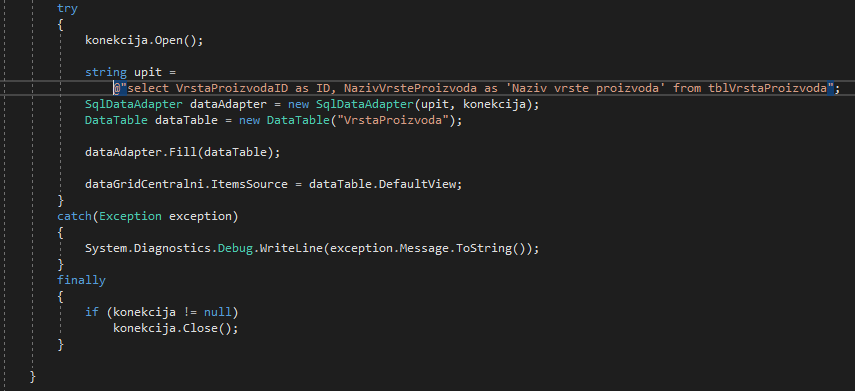 try
{
konekcija.Open();
string upit =
@"select VrstaProizvodaID as ID, NazivVrsteProizvoda as 'Naziv vrste proizvoda' from tblVrstaProizvoda";
SqlDataAdapter dataAdapter = new SqlDataAdapter(upit, konekcija);
DataTable dataTable = new DataTable("VrstaProizvoda");
dataAdapter.Fill(dataTable);
dataGridCentralni.ItemsSource = dataTable.DefaultView;
}
catch(Exception exception)
{
System.Diagnostics.Debug.WriteLine(exception.Message.ToString());
}
finally
{
if (konekcija != null)
konekcija.Close();
}
}